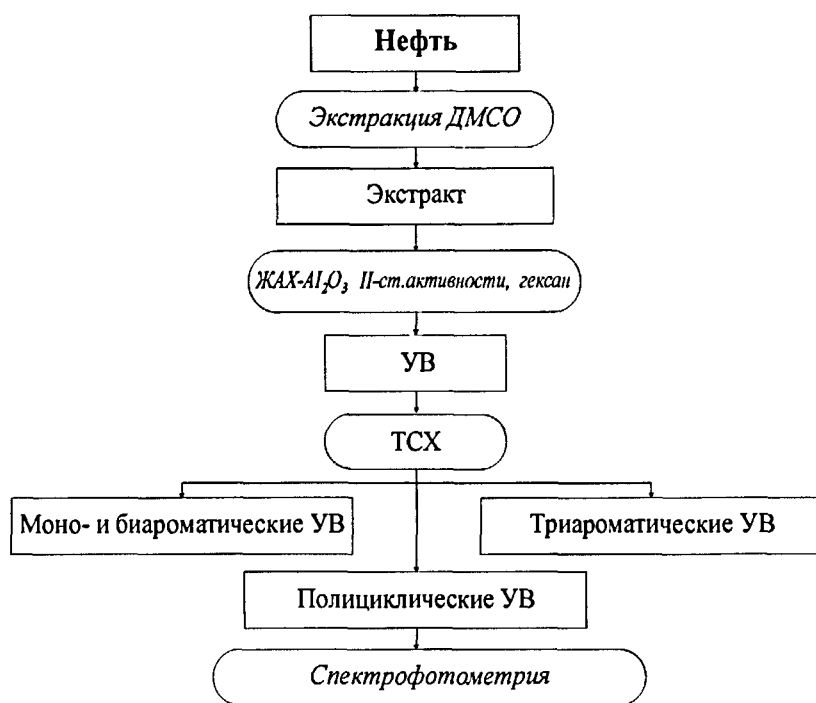 Нефть
Экстракция ДМСО
Экстракт
ЖАХ-Al₂O₃ II-ст.активности, гексан
УВ
ТСХ
Моно- и биароматические УВ
Триароматические УВ
Полициклические УВ
Спектрофотометрия